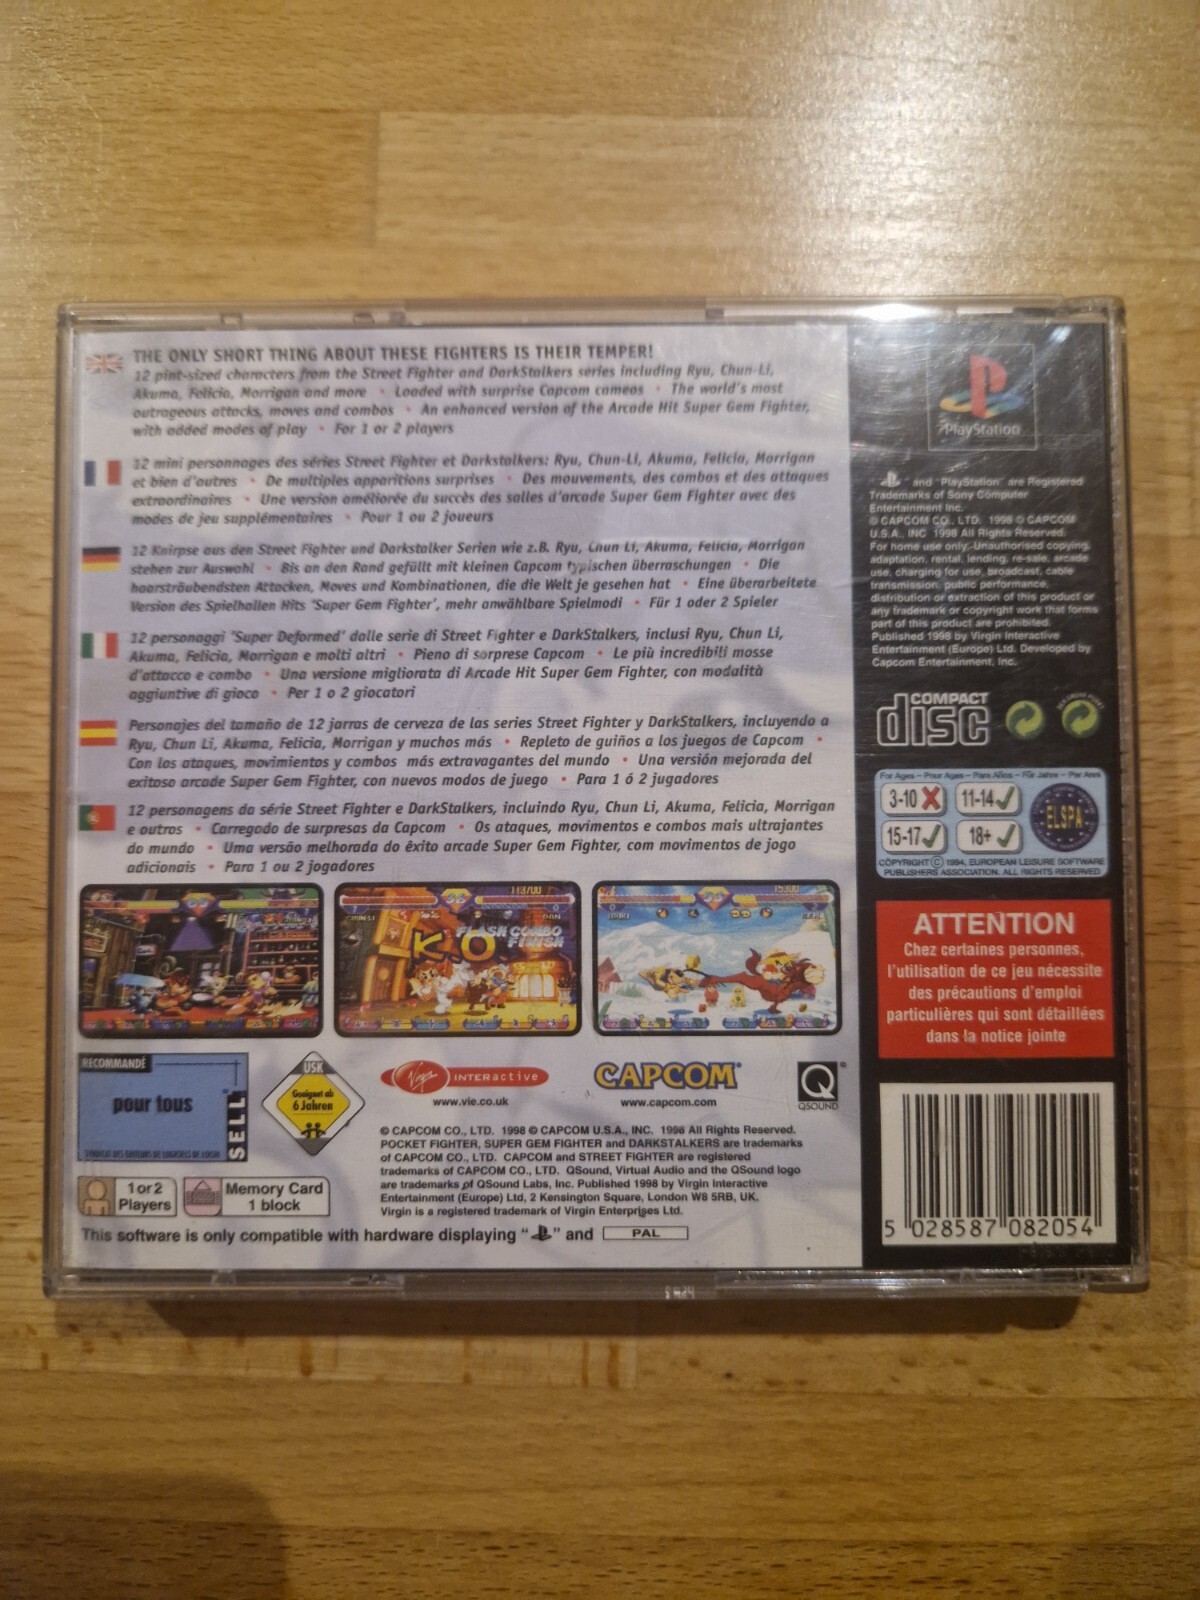 THE ONLY SHORT THING ABOUT THESE FIGHTERS IS THEIR TEMPER!
12 pint-sized characters from the Street Fighter and DarkStalkers series including Ryu, Chun-Li,
Akuma, Felicia, Morrigan and more • Loaded with surprise Capcom cameos • The world's most
outrageous attacks, moves and combos • An enhanced version of the Arcade Hit Super Gem Fighter,
with added modes of play • For 1 or 2 players
12 mini personnages des séries Street Fighter et Darkstalkers: Ryu, Chun-Li, Akuma, Felicia, Morrigan
et bien d'autres • De multiples apparitions surprises • Des mouvements, des combos et des attaques
extraordinaires • Une version améliorée du succès des salles d'arcade Super Gem Fighter avec des
modes de jeu supplémentaires • Pour 1 ou 2 joueurs
12 Knirpse aus den Street Fighter und Darkstalker Serien wie z.B. Ryu, Chun Li, Akuma, Felicia, Morrigan
stehen zur Auswahl • Bis an den Rand gefüllt mit kleinen Capcom typischen überraschungen • Die
haarsträubendsten Attacken, Moves und Kombinationen, die die Welt je gesehen hat • Eine überarbeitete
Version des Spielhallen Hits 'Super Gem Fighter', mehr anwählbare Spielmodi • Für 1 oder 2 Spieler
12 personaggi 'Super Deformed' dalle serie di Street Fighter e DarkStalkers, inclusi Ryu, Chun Li,
Akuma, Felicia, Morrigan e molti altri • Pieno di sorprese Capcom • Le più incredibili mosse
d'attacco e combo • Una versione migliorata di Arcade Hit Super Gem Fighter, con modalità
aggiuntive di gioco • Per 1 o 2 giocatori
Personajes del tamaño de 12 jarras de cerveza de las series Street Fighter y DarkStalkers, incluyendo a
Ryu, Chun Li, Akuma, Felicia, Morrigan y muchos más • Repleto de guiños a los juegos de Capcom •
Con los ataques, movimientos y combos más extravagantes del mundo • Una versión mejorada del
exitoso arcade Super Gem Fighter, con nuevos modos de juego • Para 1 ó 2 jugadores
12 personagens da série Street Fighter e DarkStalkers, incluindo Ryu, Chun Li, Akuma, Felicia, Morrigan
e outros • Carregado de surpresas da Capcom • Os ataques, movimentos e combos mais ultrajantes
do mundo • Uma versão melhorada do êxito arcade Super Gem Fighter, com movimentos de jogo
adicionais • Para 1 ou 2 jogadores
K.O.
FLASH COMBO
FINISH
RECOMMANDÉ
pour tous
SELL
SYNDICAT DES EDITEURS DE LOGICIELS DE LOISIR
USK
Geeignet ab
6 Jahren
Virgin INTERactive
www.vie.co.uk
CAPCOM®
www.capcom.com
Q®
QSOUND
© CAPCOM CO., LTD. 1998 © CAPCOM U.S.A., INC. 1998 All Rights Reserved.
POCKET FIGHTER, SUPER GEM FIGHTER and DARKSTALKERS are trademarks
of CAPCOM CO., LTD. CAPCOM and STREET FIGHTER are registered
trademarks of CAPCOM CO., LTD. QSound, Virtual Audio and the QSound logo
are trademarks of QSound Labs, Inc. Published 1998 by Virgin Interactive
Entertainment (Europe) Ltd, 2 Kensington Square, London W8 5RB, UK.
Virgin is a registered trademark of Virgin Enterprises Ltd.
1 or 2
Players
Memory Card
1 block
This software is only compatible with hardware displaying " " and PAL
PlayStation
" " and "PlayStation" are Registered
Trademarks of Sony Computer
Entertainment Inc.
© CAPCOM CO., LTD. 1998 © CAPCOM
U.S.A., INC 1998 All Rights Reserved.
For home use only. Unauthorised copying,
adaptation, rental, lending, re-sale, arcade
use, charging for use, broadcast, cable
transmission, public performance,
distribution or extraction of this product or
any trademark or copyright work that forms
part of this product are prohibited.
Published 1998 by Virgin Interactive
Entertainment (Europe) Ltd. Developed by
Capcom Entertainment, Inc.
COMPACT
disc
For Ages – Pour Ages – Para Años – Für Jahre – Per Anni
3-10
11-14
15-17
18+
ELSPA
COPYRIGHT © 1994, EUROPEAN LEISURE SOFTWARE
PUBLISHERS ASSOCIATION. ALL RIGHTS RESERVED
ATTENTION
Chez certaines personnes,
l'utilisation de ce jeu nécessite
des précautions d'emploi
particulières qui sont détaillées
dans la notice jointe
5 028587 082054